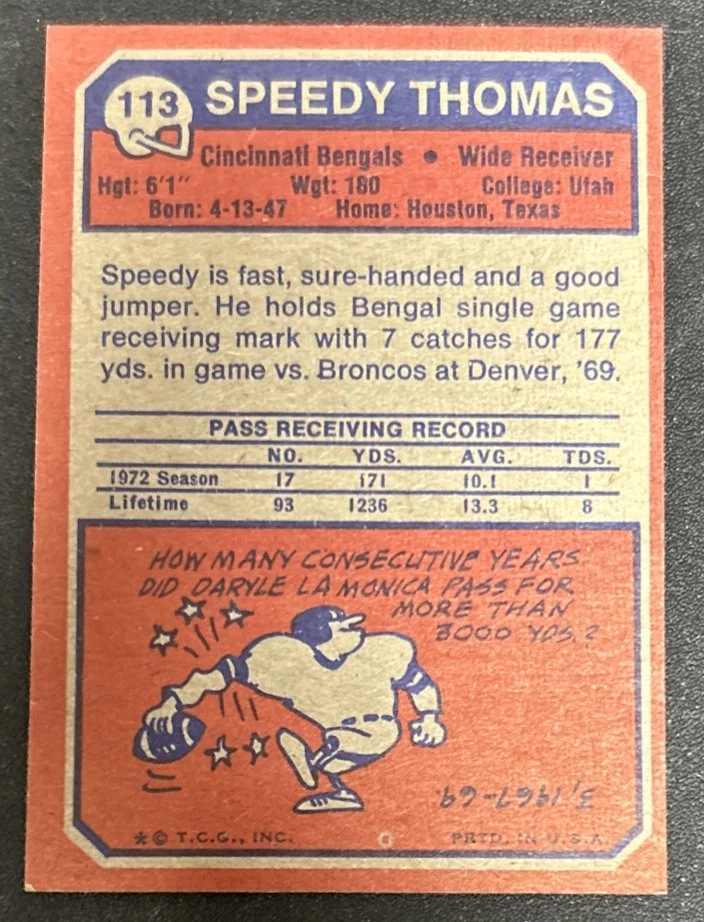 113 SPEEDY THOMAS
Cincinnati Bengals • Wide Receiver
Hgt: 6'1" Wgt: 180 College: Utah
Born: 4-13-47 Home: Houston, Texas
Speedy is fast, sure-handed and a good
jumper. He holds Bengal single game
receiving mark with 7 catches for 177
yds. in game vs. Broncos at Denver, '69.
PASS RECEIVING RECORD
NO. YDS. AVG. TDS.
1972 Season 17 171 10.1 1
Lifetime 93 1236 13.3 8
HOW MANY CONSECUTIVE YEARS
DID DARYLE LAMONICA PASS FOR
MORE THAN
3000 YDS.?
3, 1967-69.
* © T.C.G., INC. PRTD. IN U.S.A.